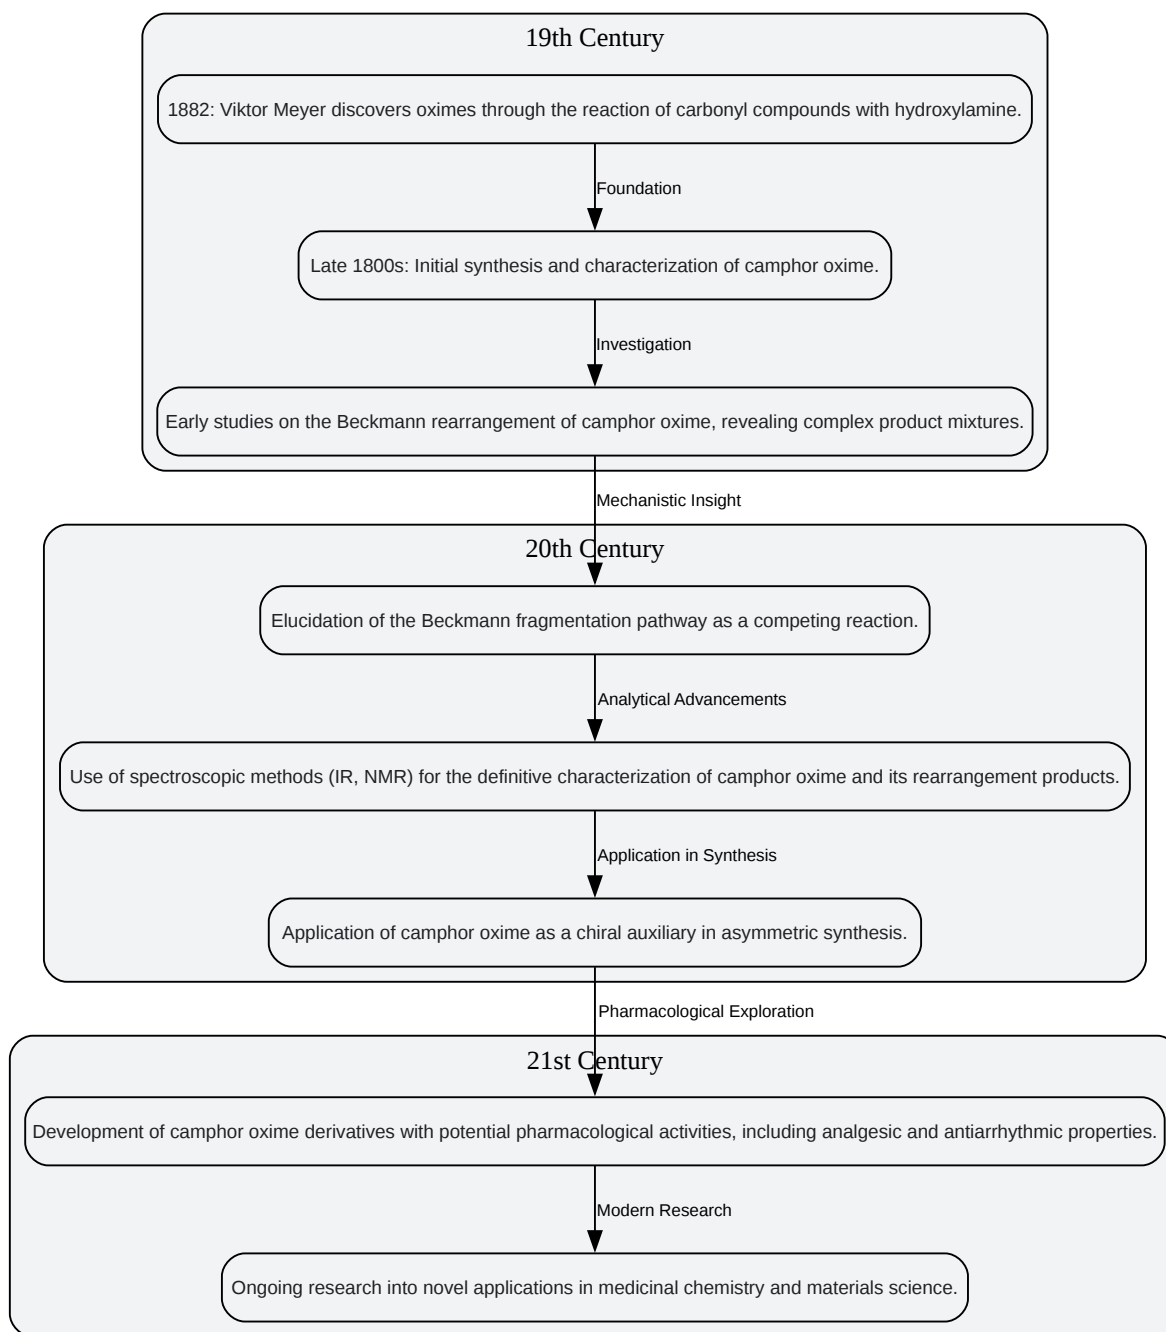 19th Century
1882: Viktor Meyer discovers oximes through the reaction of carbonyl compounds with hydroxylamine.
Foundation
Late 1800s: Initial synthesis and characterization of camphor oxime.
Investigation
Early studies on the Beckmann rearrangement of camphor oxime, revealing complex product mixtures.
Mechanistic Insight
20th Century
Elucidation of the Beckmann fragmentation pathway as a competing reaction.
Analytical Advancements
Use of spectroscopic methods (IR, NMR) for the definitive characterization of camphor oxime and its rearrangement products.
Application in Synthesis
Application of camphor oxime as a chiral auxiliary in asymmetric synthesis.
Pharmacological Exploration
21st Century
Development of camphor oxime derivatives with potential pharmacological activities, including analgesic and antiarrhythmic properties.
Modern Research
Ongoing research into novel applications in medicinal chemistry and materials science.